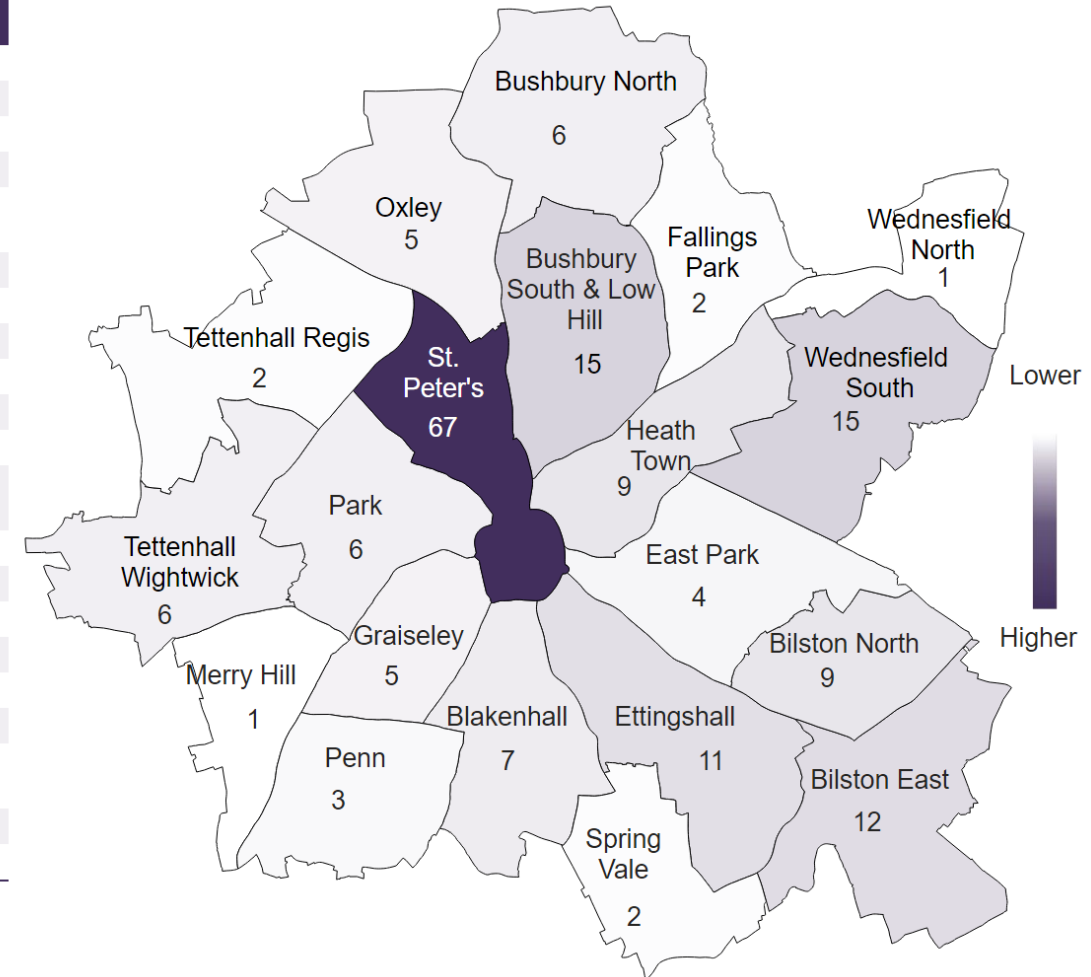 Bushbury North
6
Oxley
5
Wednesfield
North
1
Fallings
Park
2
Bushbury
South & Low
Hill
15
Tettenhall Regis
2
St.
Peter's
67
Wednesfield
South
15
Lower
Heath
Town
9
Park
6
Tettenhall
Wightwick
6
East Park
4
Higher
Graiseley
5
Bilston North
9
Merry Hill
1
Blakenhall
7
Ettingshall
11
Penn
3
Bilston East
12
Spring
Vale
2